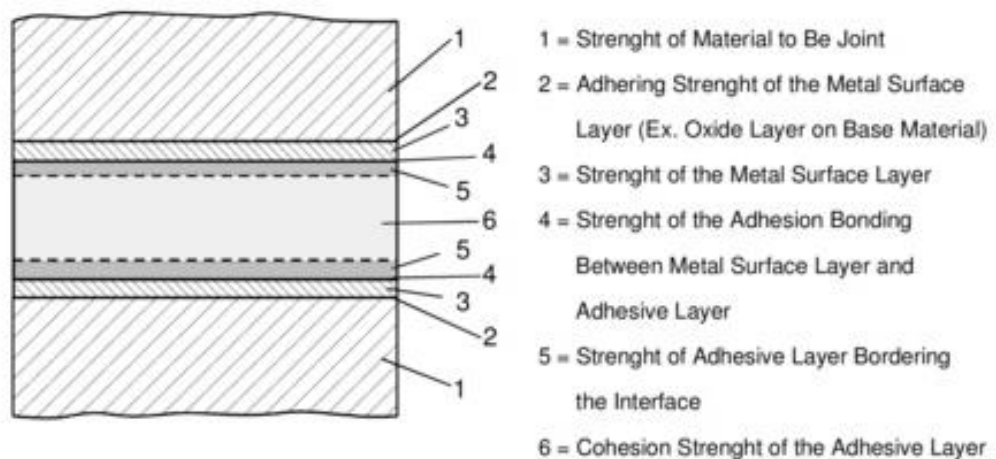 1
2
3
4
5
6
5
4
3
2
1
1 = Strenght of Material to Be Joint
2 = Adhering Strenght of the Metal Surface
Layer (Ex. Oxide Layer on Base Material)
3 = Strenght of the Metal Surface Layer
4 = Strenght of the Adhesion Bonding
Between Metal Surface Layer and
Adhesive Layer
5 = Strenght of Adhesive Layer Bordering
the Interface
6 = Cohesion Strenght of the Adhesive Layer